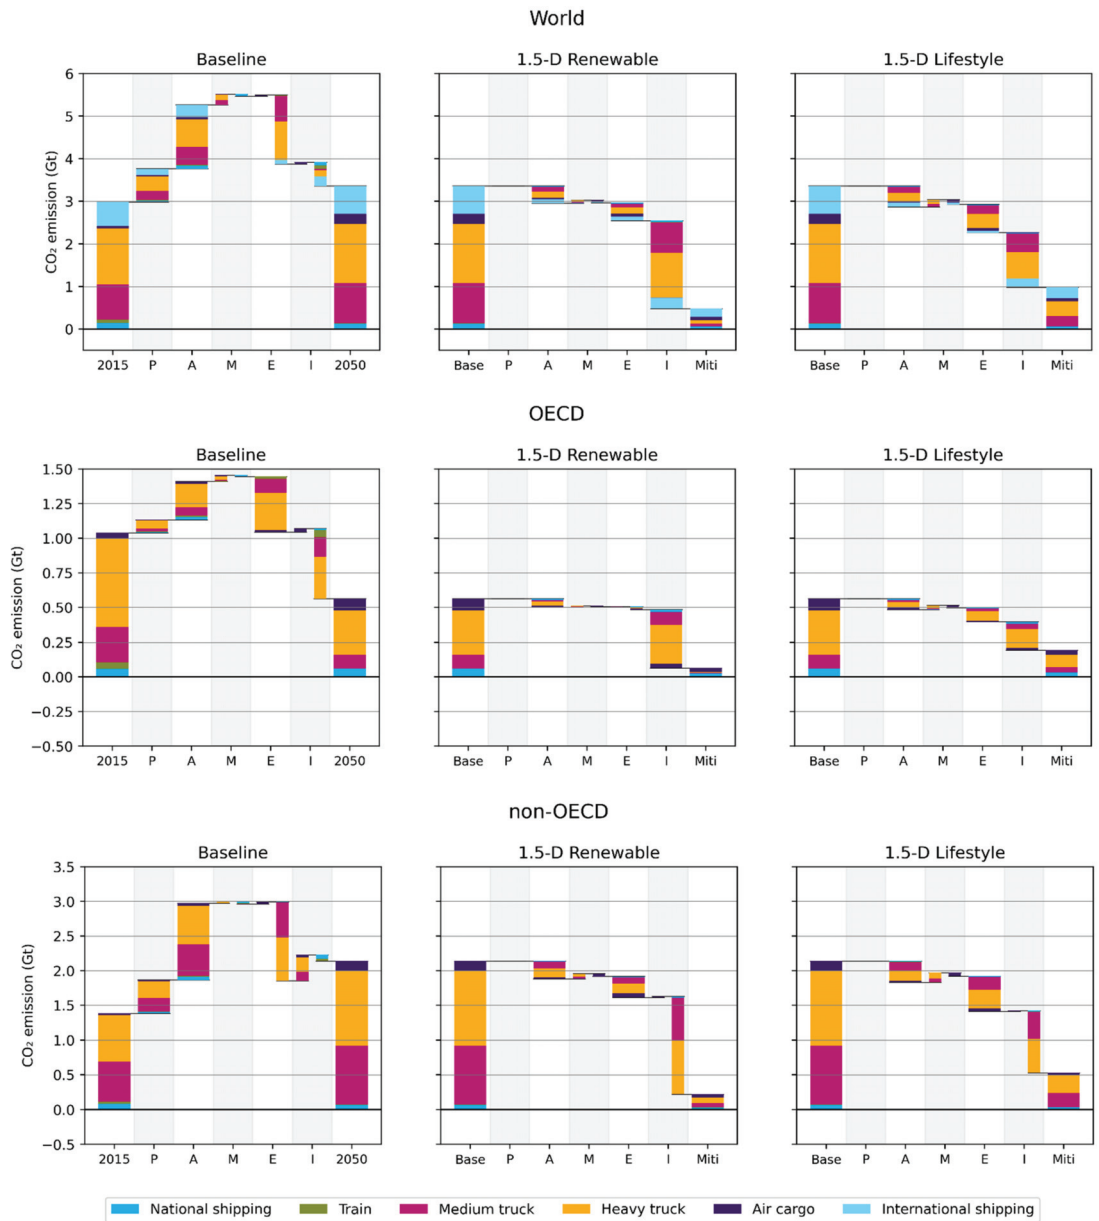 World
Baseline
1.5-D Renewable
1.5-D Lifestyle
CO₂ emission (Gt)
6
5
4
3
2
1
0
2015 P A M E I 2050
Base P A M E I Miti
Base P A M E I Miti
OECD
Baseline
1.5-D Renewable
1.5-D Lifestyle
CO₂ emission (Gt)
1.50
1.25
1.00
0.75
0.50
0.25
0.00
−0.25
−0.50
2015 P A M E I 2050
Base P A M E I Miti
Base P A M E I Miti
non-OECD
Baseline
1.5-D Renewable
1.5-D Lifestyle
CO₂ emission (Gt)
3.5
3.0
2.5
2.0
1.5
1.0
0.5
0.0
−0.5
2015 P A M E I 2050
Base P A M E I Miti
Base P A M E I Miti
National shipping Train Medium truck Heavy truck Air cargo International shipping